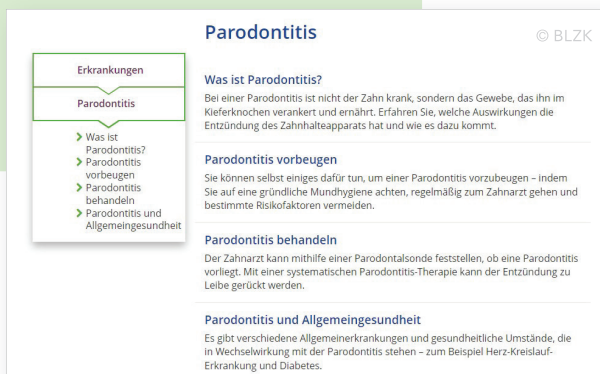 Parodontitis
© BLZK
Erkrankungen
Parodontitis
Was ist
Parodontitis?
Parodontitis
vorbeugen
Parodontitis
behandeln
Parodontitis und
Allgemeingesundheit
Was ist Parodontitis?
Bei einer Parodontitis ist nicht der Zahn krank, sondern das Gewebe, das ihn im
Kieferknochen verankert und ernährt. Erfahren Sie, welche Auswirkungen die
Entzündung des Zahnhalteapparats hat und wie es dazu kommt.
Parodontitis vorbeugen
Sie können selbst einiges dafür tun, um einer Parodontitis vorzubeugen – indem
Sie auf eine gründliche Mundhygiene achten, regelmäßig zum Zahnarzt gehen und
bestimmte Risikofaktoren vermeiden.
Parodontitis behandeln
Der Zahnarzt kann mithilfe einer Parodontalsonde feststellen, ob eine Parodontitis
vorliegt. Mit einer systematischen Parodontitis-Therapie kann der Entzündung zu
Leibe gerückt werden.
Parodontitis und Allgemeingesundheit
Es gibt verschiedene Allgemeinerkrankungen und gesundheitliche Umstände, die
in Wechselwirkung mit der Parodontitis stehen – zum Beispiel Herz-Kreislauf-
Erkrankung und Diabetes.